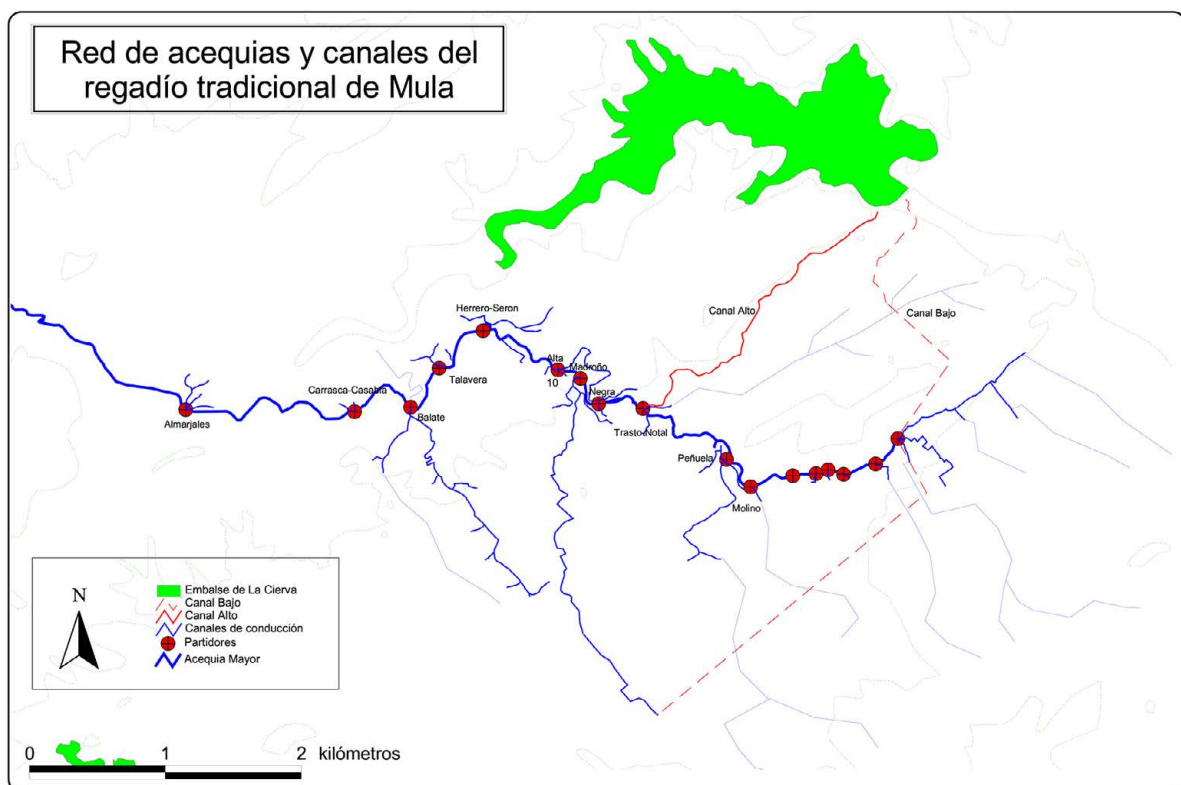 Red de acequias y canales del
regadío tradicional de Mula
Herrero-Seron
Canal Alto
Canal Bajo
Alta
10
Madroño
Talavera
Carrasca-Casabla
Negra
Almarjales
Balate
Trasto-Notal
Peñuela
Molino
N
Embalse de La Cierva
Canal Bajo
Canal Alto
Canales de conducción
Partidores
Acequia Mayor
0 1 2 kilómetros